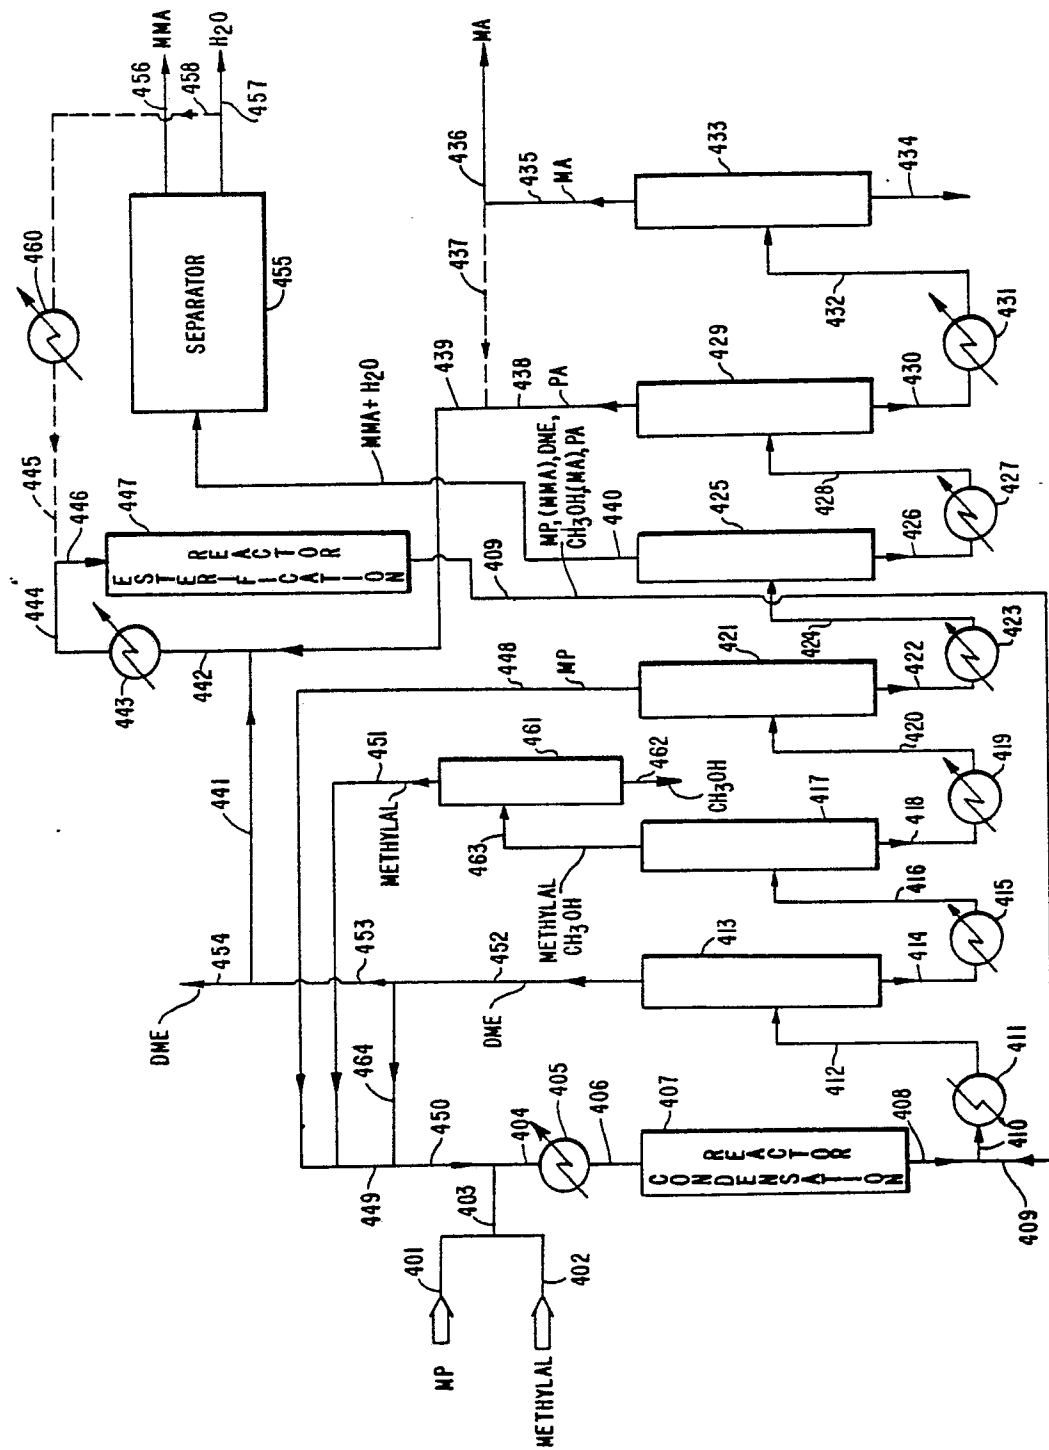 MMA
H2O
456
458
457
460
SEPARATOR
455
445
446
447
ESTERIFICATION
REACTOR
444
443
442
441
454
DME
MA
436
435
MA
433
434
437
432
431
439
438
PA
429
430
MMA+H2O
MP,(MMA),DME,
CH3OH,(MA),PA
440
409
425
428
427
426
448
MP
421
424
423
422
451
METHYLAL
461
462
CH3OH
463
420
419
METHYLAL
CH3OH
417
418
416
415
453
452
DME
413
414
464
412
411
450
449
404
405
406
407
CONDENSATION
REACTOR
408
410
409
403
401
402
MP
METHYLAL